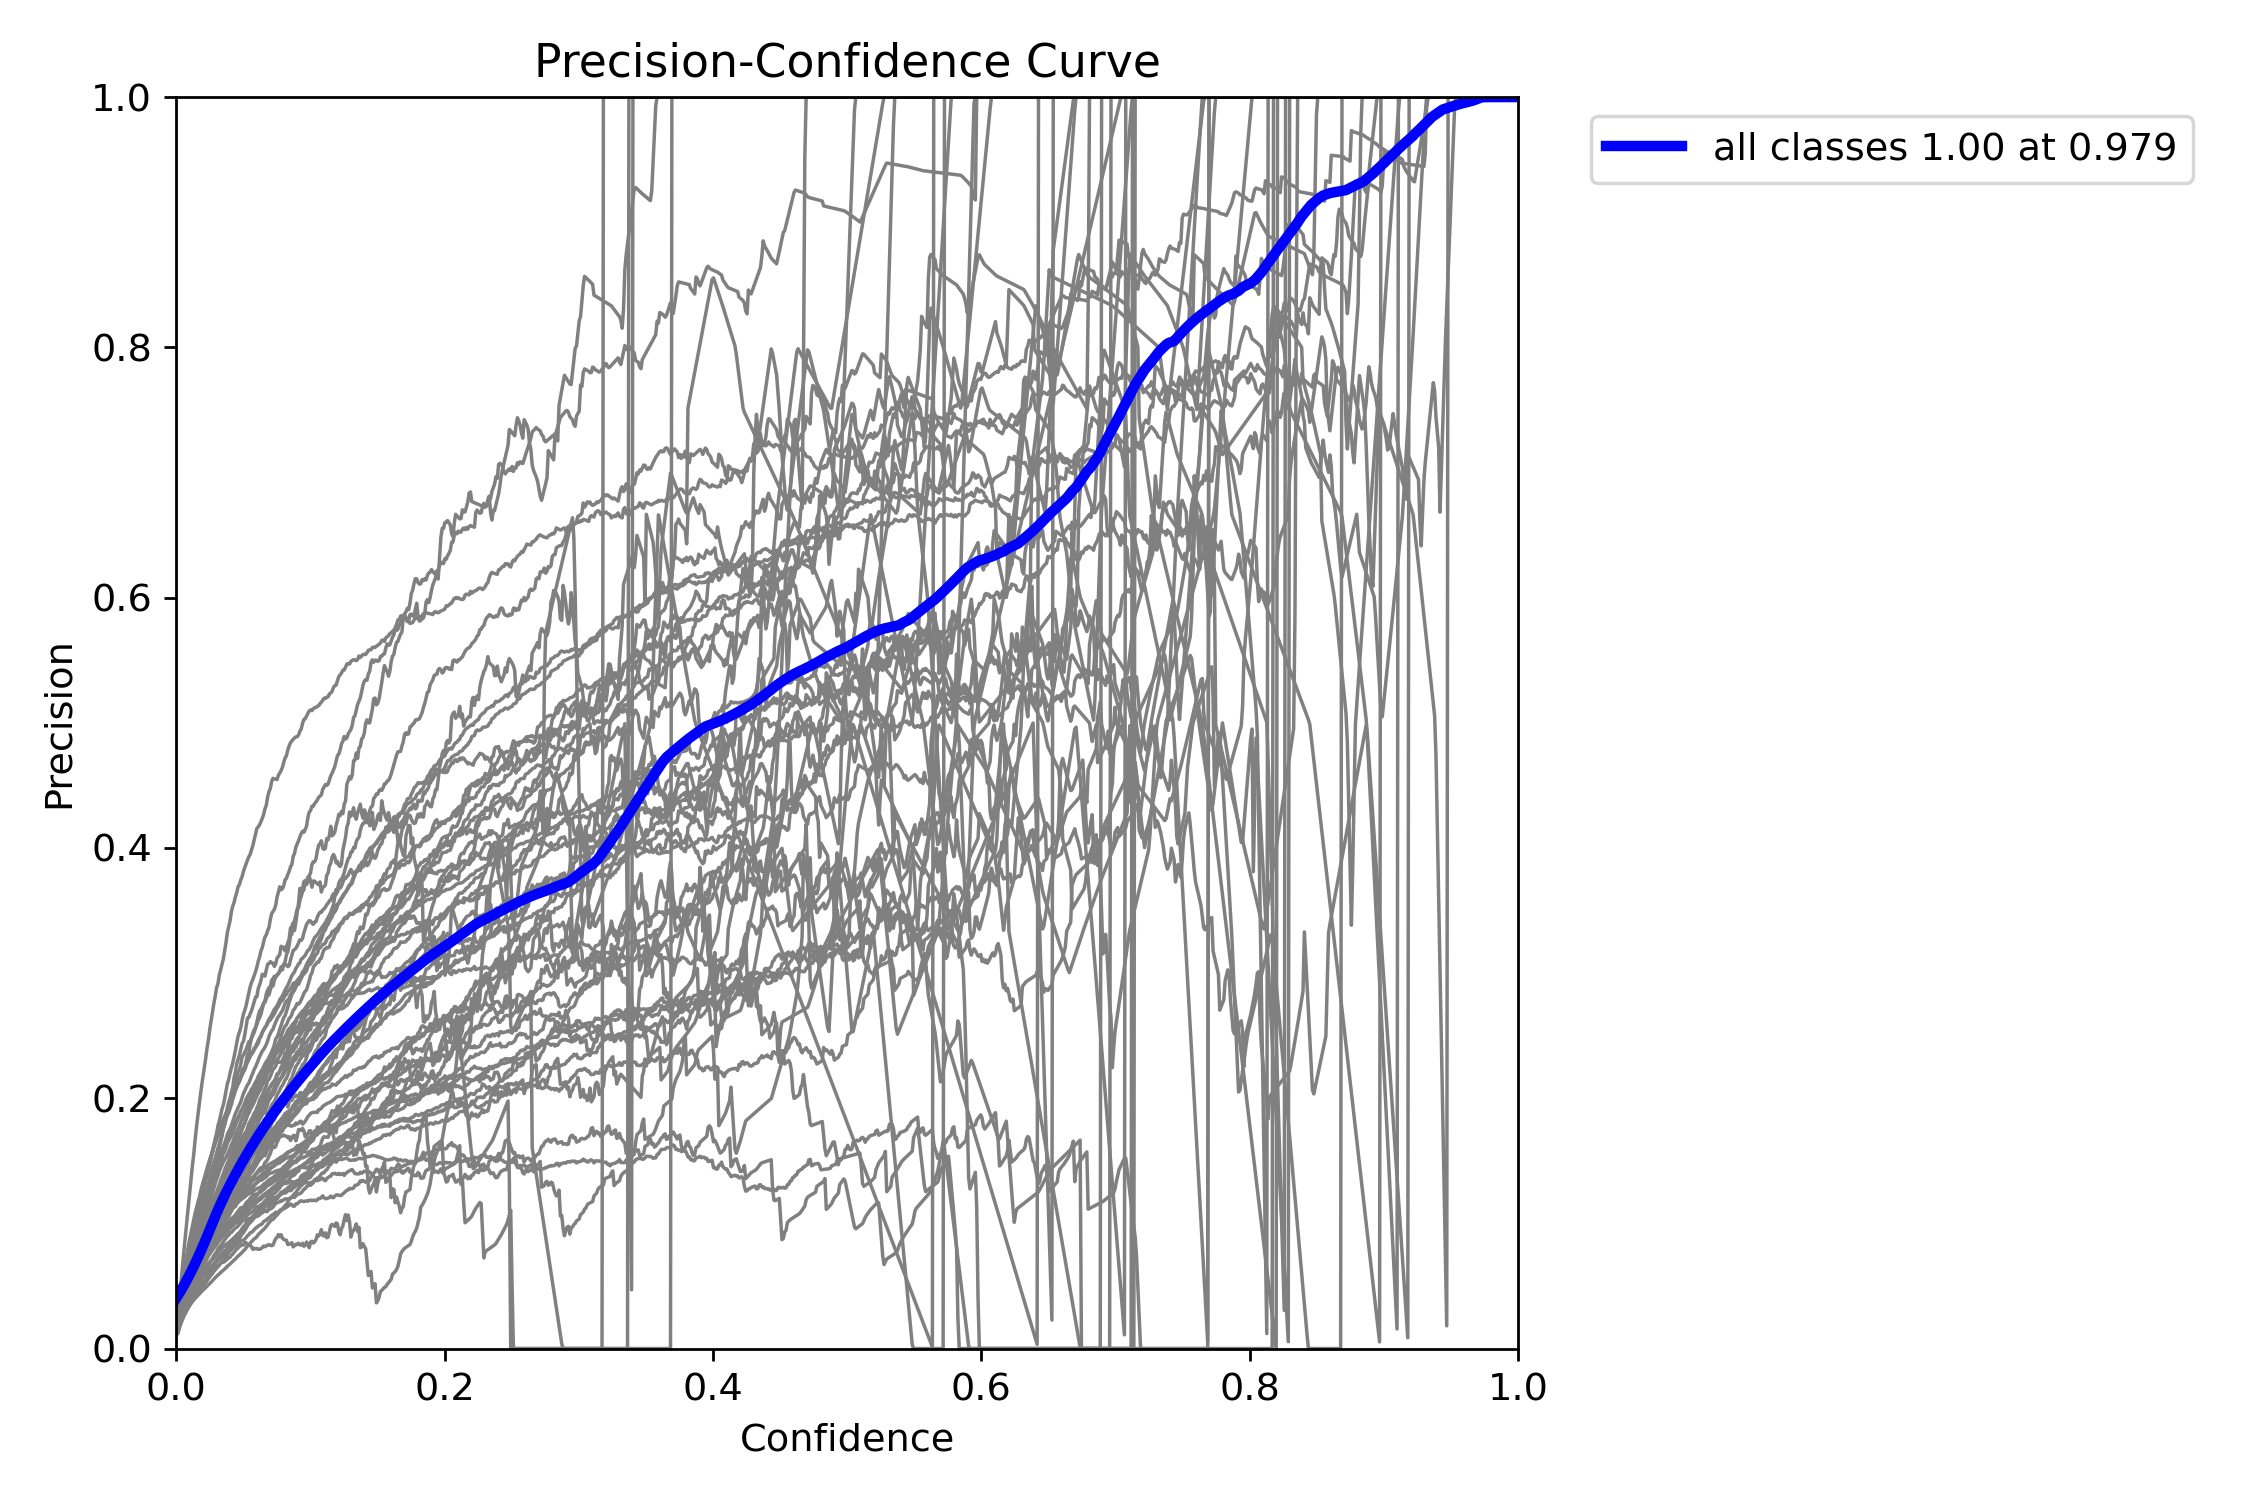 Precision-Confidence Curve
1.0
0.8
0.6
0.4
0.2
0.0
Precision
0.0 0.2 0.4 0.6 0.8 1.0
Confidence
all classes 1.00 at 0.979